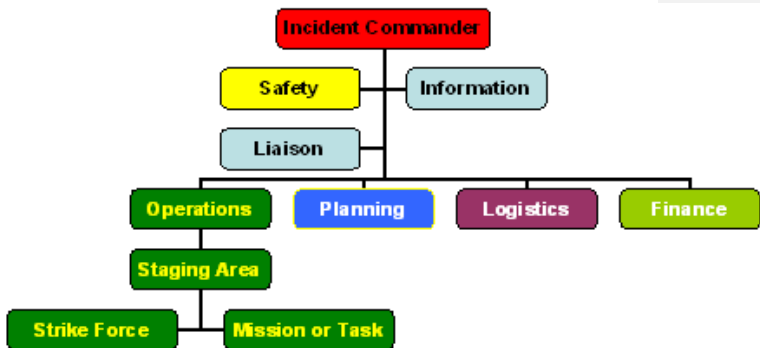 Incident Commander
Safety
Information
Liaison
Operations
Planning
Logistics
Finance
Staging Area
Strike Force
Mission or Task